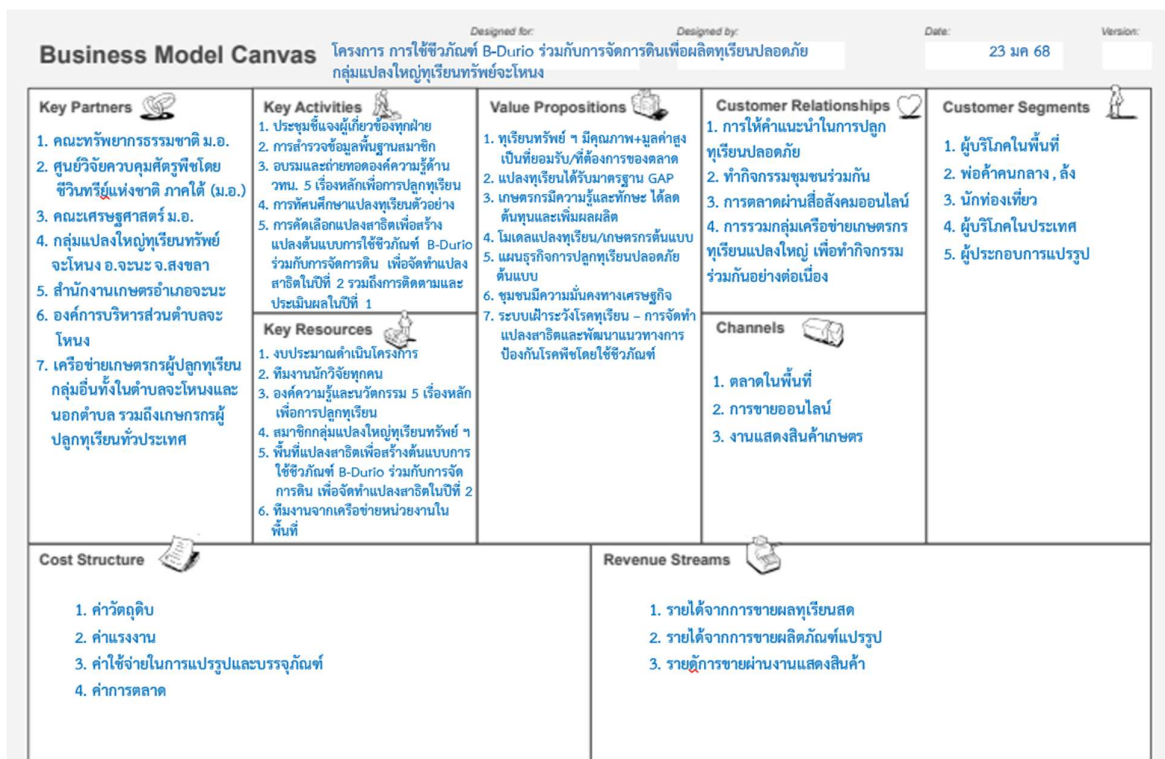 Designed for:
Designed by:
Date:
Version:
Business Model Canvas
โครงการ การใช้ชีวภัณฑ์ B-Durio ร่วมกับการจัดการดินเพื่อผลิตทุเรียนปลอดภัย
กลุ่มแปลงใหญ่ทุเรียนทรัพย์จะโหนง
23 มค 68
Key Partners
1. คณะทรัพยากรธรรมชาติ ม.อ.
2. ศูนย์วิจัยควบคุมศัตรูพืชโดย
ชีวินทรีย์แห่งชาติ ภาคใต้ (ม.อ.)
3. คณะเศรษฐศาสตร์ ม.อ.
4. กลุ่มแปลงใหญ่ทุเรียนทรัพย์
จะโหนง อ.จะนะ จ.สงขลา
5. สำนักงานเกษตรอำเภอจะนะ
6. องค์การบริหารส่วนตำบลจะ
โหนง
7. เครือข่ายเกษตรกรผู้ปลูกทุเรียน
กลุ่มอื่นทั้งในตำบลจะโหนงและ
นอกตำบล รวมถึงเกษกรกรผู้
ปลูกทุเรียนทั่วประเทศ
Key Activities
1. ประชุมชี้แจงผู้เกี่ยวข้องทุกฝ่าย
2. การสำรวจข้อมูลพื้นฐานสมาชิก
3. อบรมและถ่ายทอดองค์ความรู้ด้าน
วทน. 5 เรื่องหลักเพื่อการปลูกทุเรียน
4. การทัศนศึกษาแปลงทุเรียนตัวอย่าง
5. การคัดเลือกแปลงสาธิตเพื่อสร้าง
แปลงต้นแบบการใช้ชีวภัณฑ์ B-Durio
ร่วมกับการจัดการดิน เพื่อจัดทำแปลง
สาธิตในปีที่ 2 รวมถึงการติดตามและ
ประเมินผลในปีที่ 1
Key Resources
1. งบประมาณดำเนินโครงการ
2. ทีมงานนักวิจัยทุกคน
3. องค์ความรู้และนวัตกรรม 5 เรื่องหลัก
เพื่อการปลูกทุเรียน
4. สมาชิกกลุ่มแปลงใหญ่ทุเรียนทรัพย์ ฯ
5. พื้นที่แปลงสาธิตเพื่อสร้างต้นแบบการ
ใช้ชีวภัณฑ์ B-Durio ร่วมกับการจัด
การดิน เพื่อจัดทำแปลงสาธิตในปีที่ 2
6. ทีมงานจากเครือข่ายหน่วยงานใน
พื้นที่
Value Propositions
1. ทุเรียนทรัพย์ ฯ มีคุณภาพ+มูลค่าสูง
เป็นที่ยอมรับ/ที่ต้องการของตลาด
2. แปลงทุเรียนได้รับมาตรฐาน GAP
3. เกษตรกรมีความรู้และทักษะ ได้ลด
ต้นทุนและเพิ่มผลผลิต
4. โมเดลแปลงทุเรียน/เกษตรกรต้นแบบ
5. แผนธุรกิจการปลูกทุเรียนปลอดภัย
ต้นแบบ
6. ชุมชนมีความมั่นคงทางเศรษฐกิจ
7. ระบบเฝ้าระวังโรคทุเรียน – การจัดทำ
แปลงสาธิตและพัฒนาแนวทางการ
ป้องกันโรคพืชโดยใช้ชีวภัณฑ์
Customer Relationships
1. การให้คำแนะนำในการปลูก
ทุเรียนปลอดภัย
2. ทำกิจกรรมชุมชนร่วมกัน
3. การตลาดผ่านสื่อสังคมออนไลน์
4. การรวมกลุ่มเครือข่ายเกษตรกร
ทุเรียนแปลงใหญ่ เพื่อทำกิจกรรม
ร่วมกันอย่างต่อเนื่อง
Channels
1. ตลาดในพื้นที่
2. การขายออนไลน์
3. งานแสดงสินค้าเกษตร
Customer Segments
1. ผู้บริโภคในพื้นที่
2. พ่อค้าคนกลาง , ล้ง
3. นักท่องเที่ยว
4. ผู้บริโภคในประเทศ
5. ผู้ประกอบการแปรรูป
Cost Structure
1. ค่าวัตถุดิบ
2. ค่าแรงงาน
3. ค่าใช้จ่ายในการแปรรูปและบรรจุภัณฑ์
4. ค่าการตลาด
Revenue Streams
1. รายได้จากการขายผลทุเรียนสด
2. รายได้จากการขายผลิตภัณฑ์แปรรูป
3. รายดัการขายผ่านงานแสดงสินค้า